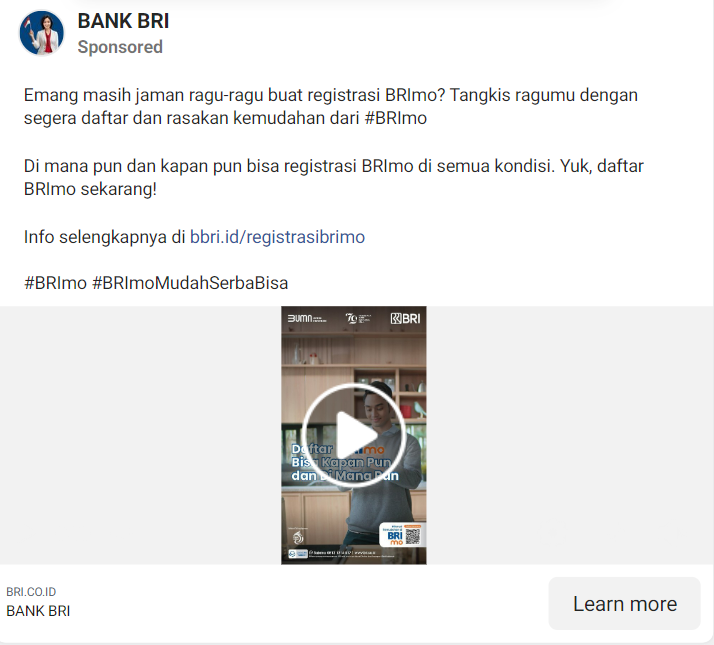 BANK BRI
Sponsored
Emang masih jaman ragu-ragu buat registrasi BRImo? Tangkis ragumu dengan
segera daftar dan rasakan kemudahan dari #BRImo
Di mana pun dan kapan pun bisa registrasi BRImo di semua kondisi. Yuk, daftar
BRImo sekarang!
Info selengkapnya di bbri.id/registrasibrimo
#BRImo #BRImoMudahSerbaBisa
BUMN
79
BRI
Daftar
Bisa Kapan Pun
dan Di Mana Pun
BRI
mo
BRI.CO.ID
BANK BRI
Learn more